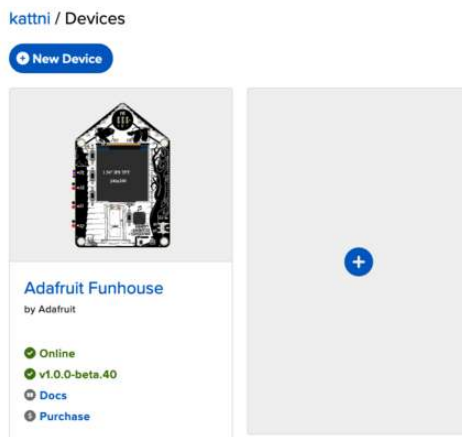 kattni / Devices
New Device
Adafruit Funhouse
by Adafruit
Online
v1.0.0-beta.40
Docs
Purchase